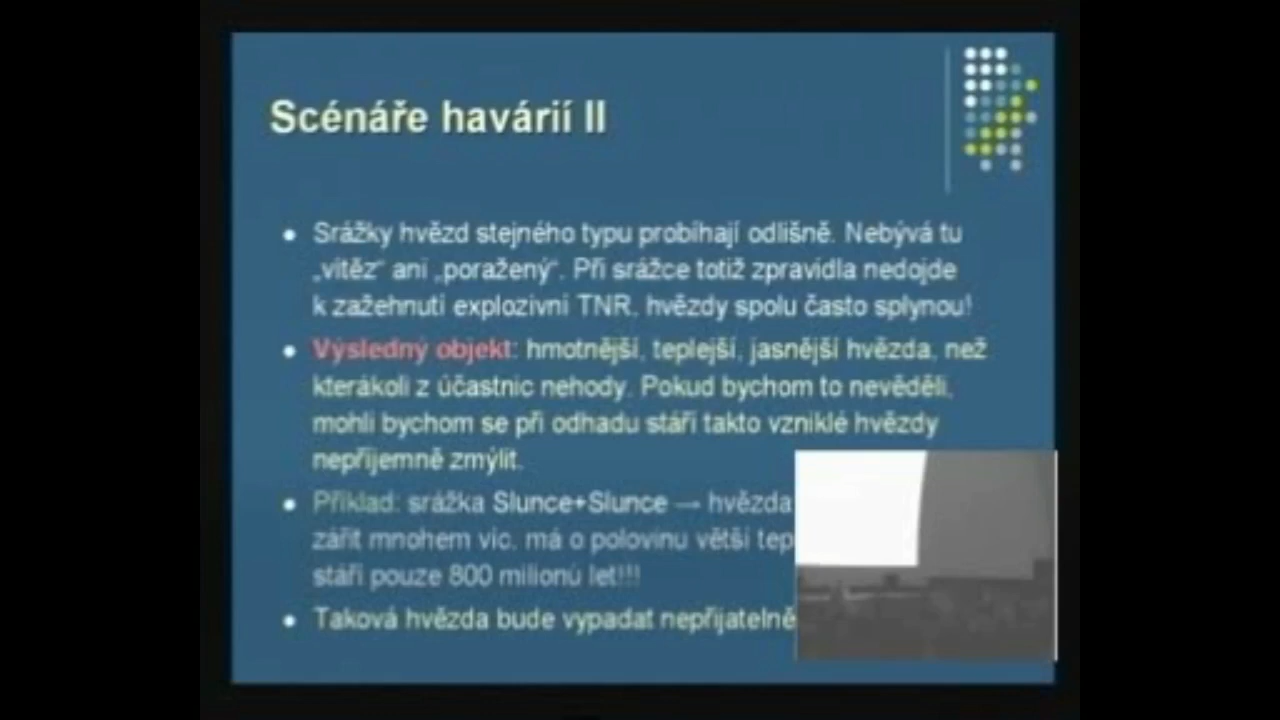 Scénáře havárií II
Srážky hvězd stejného typu probíhají odlišně. Nebývá tu
„vítěz“ ani „poražený“. Při srážce totiž zpravidla nedojde
k zažehnutí explozivní TNR, hvězdy spolu často splynou!
Výsledný objekt: hmotnější, teplejší, jasnější hvězda, než
kterákoli z účastnic nehody. Pokud bychom to nevěděli,
mohli bychom se při odhadu stáří takto vzniklé hvězdy
nepříjemně zmýlit.
Příklad: srážka Slunce+Slunce → hvězda
zářit mnohem víc, má o polovinu větší tep
stáří pouze 800 milionů let!!!
Taková hvězda bude vypadat nepřijatelně